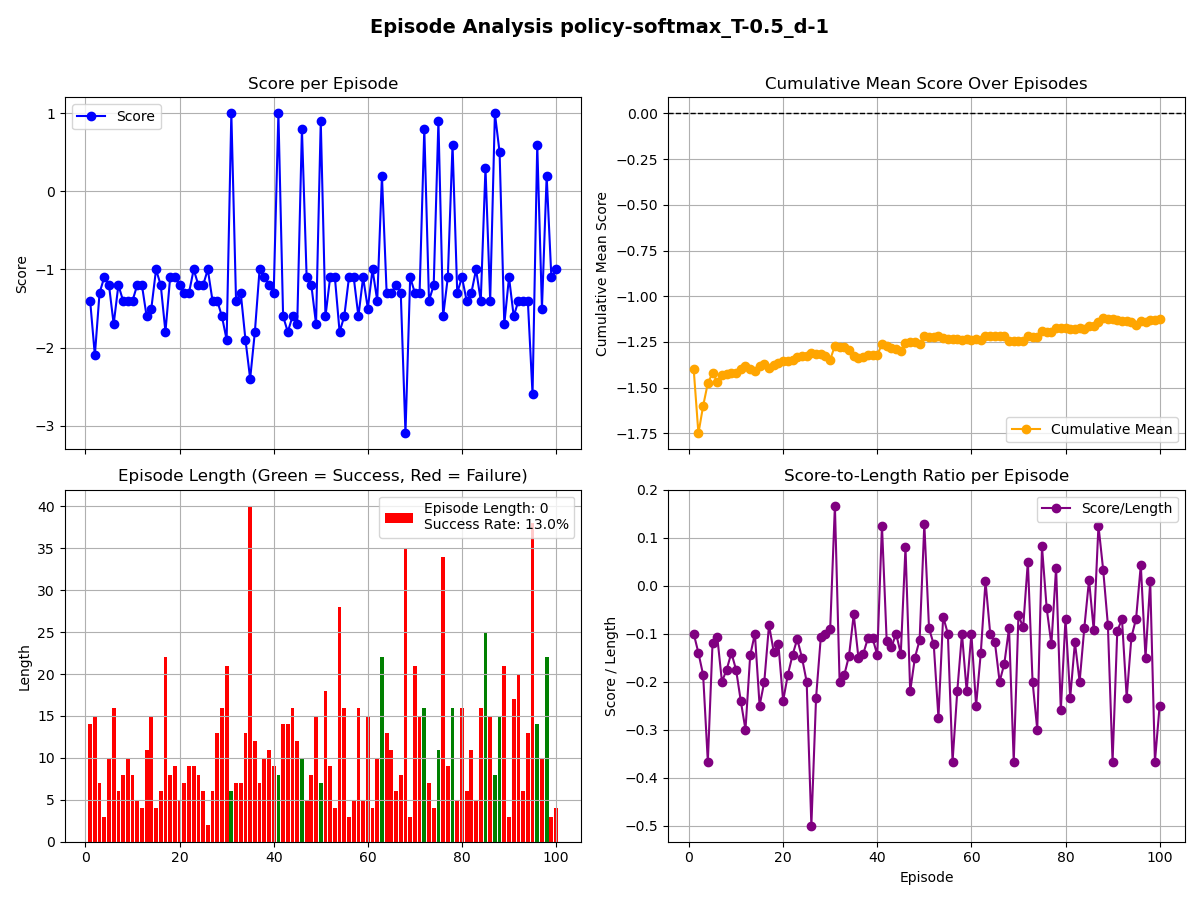 Episode Analysis policy-softmax_T-0.5_d-1
Score per Episode
Score
1
0
−1
−2
−3
Score
Cumulative Mean Score Over Episodes
0.00
−0.25
−0.50
−0.75
−1.00
−1.25
−1.50
−1.75
Cumulative Mean Score
Cumulative Mean
Episode Length (Green = Success, Red = Failure)
Episode Length: 0
Success Rate: 13.0%
40
35
30
25
20
15
10
5
0
Length
0 20 40 60 80 100
Score-to-Length Ratio per Episode
Score/Length
0.2
0.1
0.0
−0.1
−0.2
−0.3
−0.4
−0.5
Score / Length
0 20 40 60 80 100
Episode